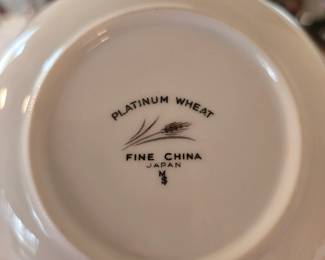 PLATINUM WHEAT
FINE CHINA
JAPAN
M
$